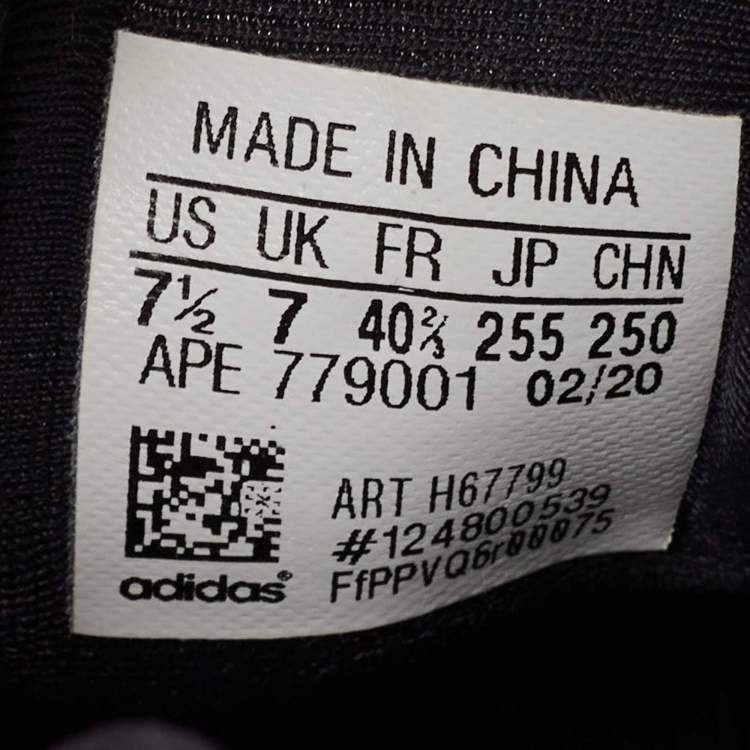 MADE IN CHINA
US UK FR JP CHN
7½ 7 40⅔ 255 250
APE 779001 02/20
ART H67799
#124800539
FfPPVQ6r00075
adidas®